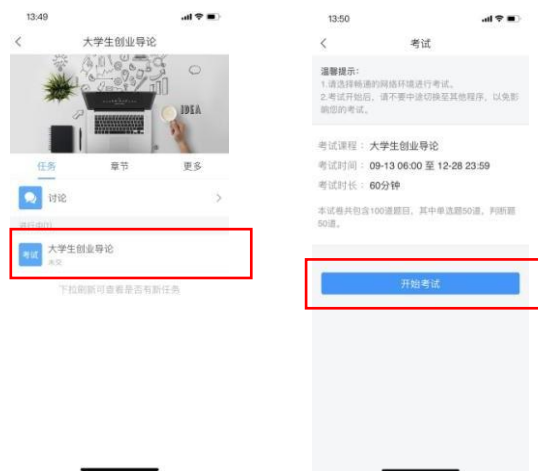 13:49
大学生创业导论
IDEA
任务
章节
更多
讨论
进行中(1)
考试
大学生创业导论
未交
下拉刷新可查看是否有新任务
13:50
考试
温馨提示：
1.请选择畅通的网络环境进行考试。
2.考试开始后，请不要中途切换至其他程序，以免影
响您的考试。
考试课程：大学生创业导论
考试时间：09-13 06:00 至 12-28 23:59
考试时长：60分钟
本试卷共包含100道题目，其中单选题50道，判断题
50道。
开始考试